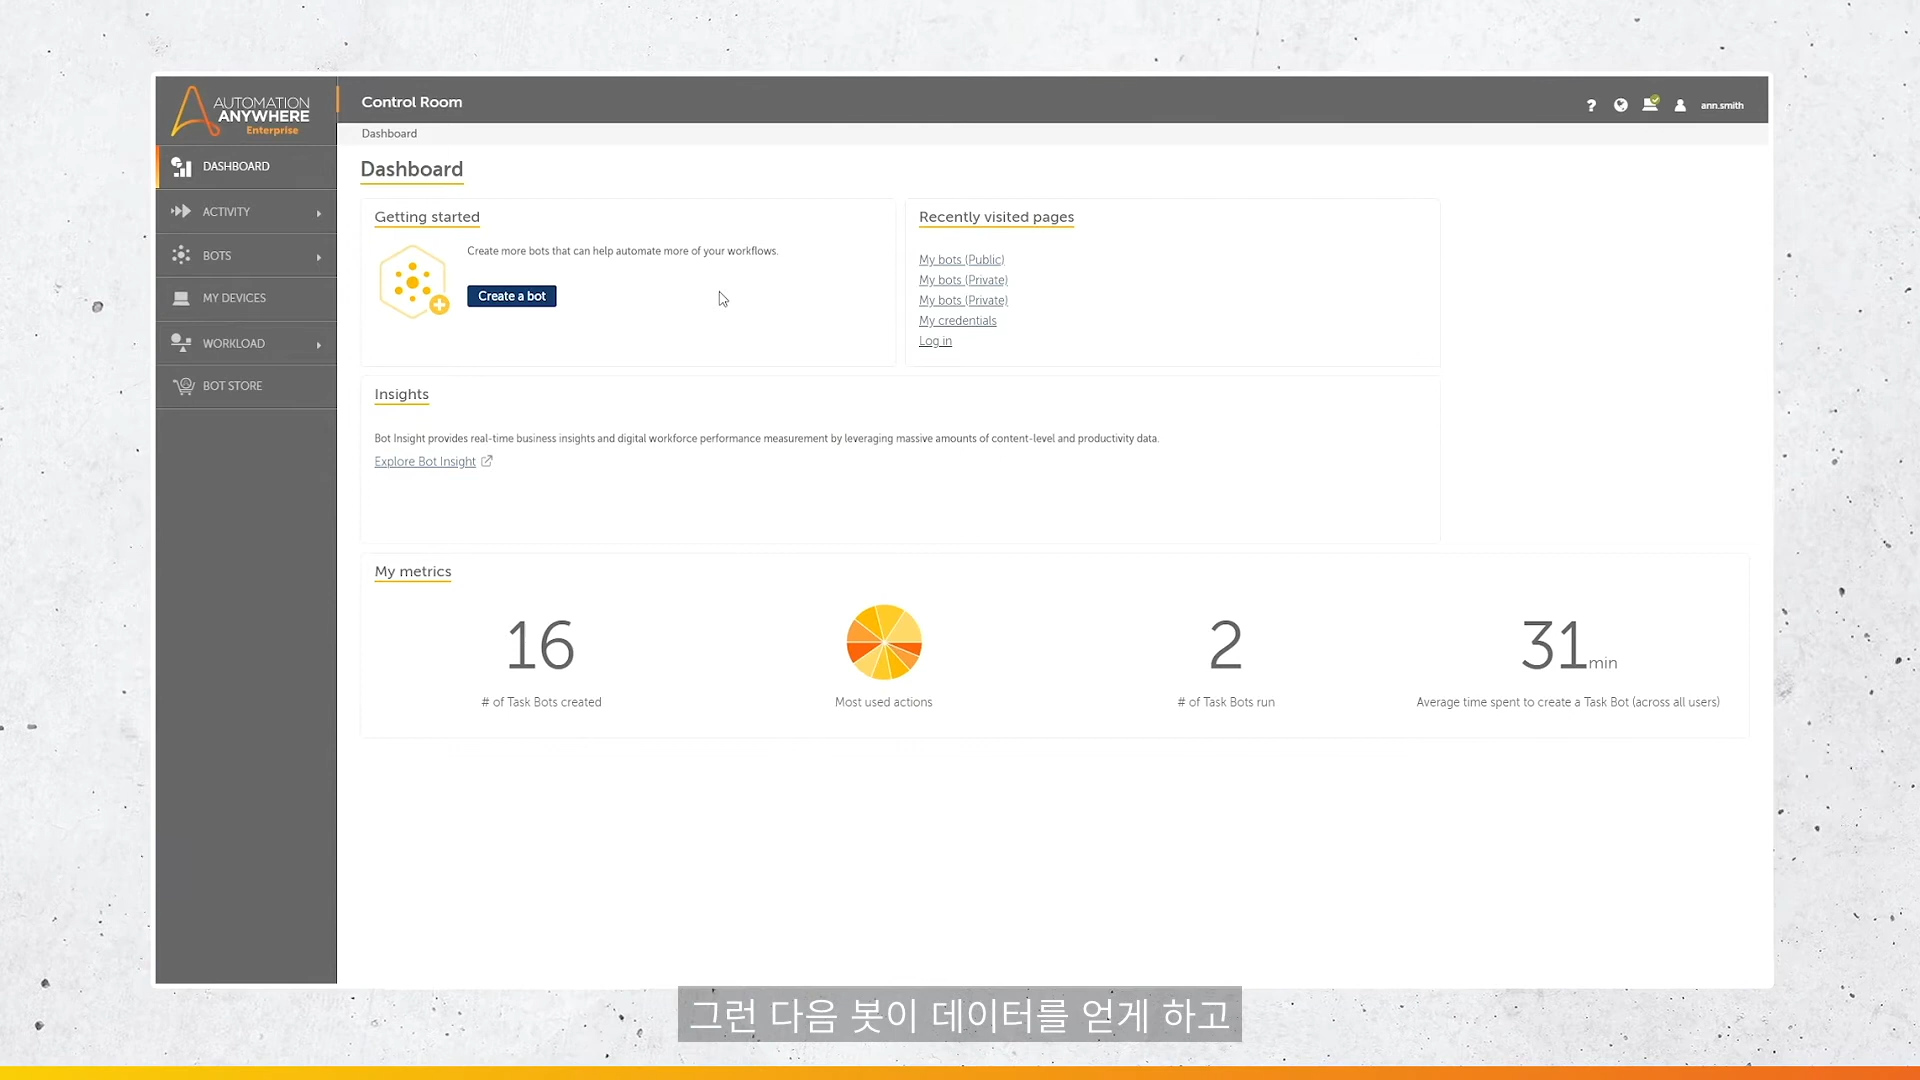 AUTOMATION
ANYWHERE
Enterprise
Control Room
ann.smith
Dashboard
DASHBOARD
ACTIVITY
BOTS
MY DEVICES
WORKLOAD
BOT STORE
Dashboard
Getting started
Create more bots that can help automate more of your workflows.
Create a bot
Recently visited pages
My bots (Public)
My bots (Private)
My bots (Private)
My credentials
Log in
Insights
Bot Insight provides real-time business insights and digital workforce performance measurement by leveraging massive amounts of content-level and productivity data.
Explore Bot Insight
My metrics
16
# of Task Bots created
Most used actions
2
# of Task Bots run
31min
Average time spent to create a Task Bot (across all users)
그런 다음 봇이 데이터를 얻게 하고